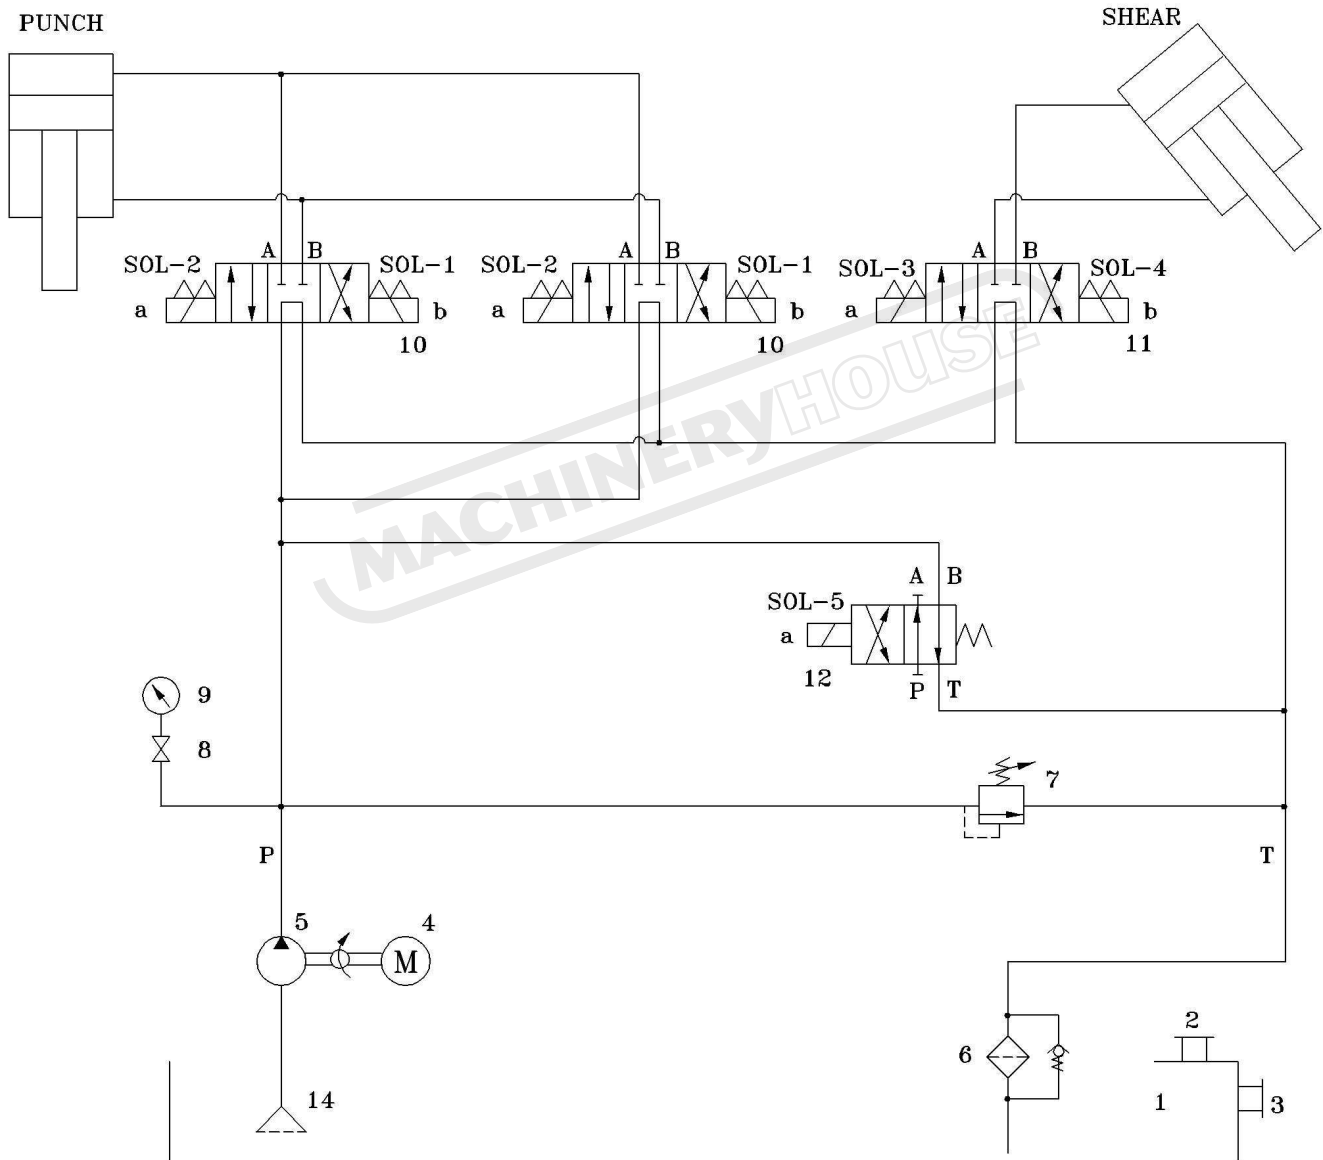 PUNCH
SHEAR
A B
A B
A B
SOL-2
SOL-1
SOL-2
SOL-1
SOL-3
SOL-4
a
b
a
b
a
b
10
10
11
MACHINERYHOUSE
A B
SOL-5
a
12
P T
9
8
7
P
T
5
4
M
2
6
14
1
3